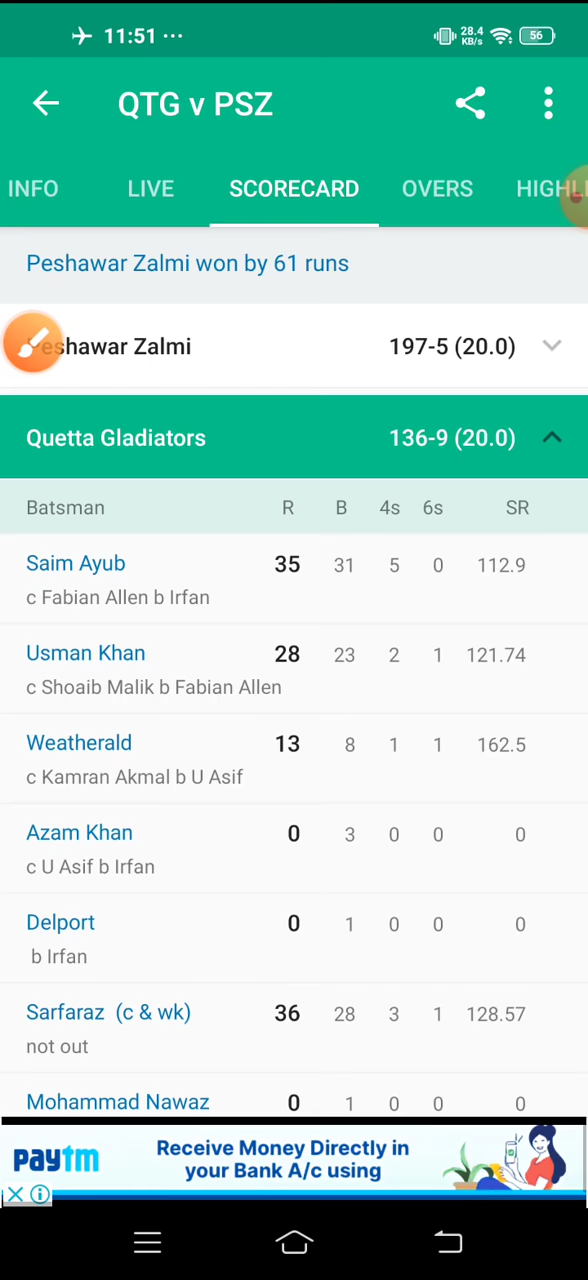 11:51 ... 28.4 KB/s 56
QTG v PSZ
INFO LIVE SCORECARD OVERS HIGHL
Peshawar Zalmi won by 61 runs
eshawar Zalmi 197-5 (20.0)
Quetta Gladiators 136-9 (20.0)
Batsman R B 4s 6s SR
Saim Ayub 35 31 5 0 112.9
c Fabian Allen b Irfan
Usman Khan 28 23 2 1 121.74
c Shoaib Malik b Fabian Allen
Weatherald 13 8 1 1 162.5
c Kamran Akmal b U Asif
Azam Khan 0 3 0 0 0
c U Asif b Irfan
Delport 0 1 0 0 0
b Irfan
Sarfaraz (c & wk) 36 28 3 1 128.57
not out
Mohammad Nawaz 0 1 0 0 0
paytm
Receive Money Directly in
your Bank A/c using